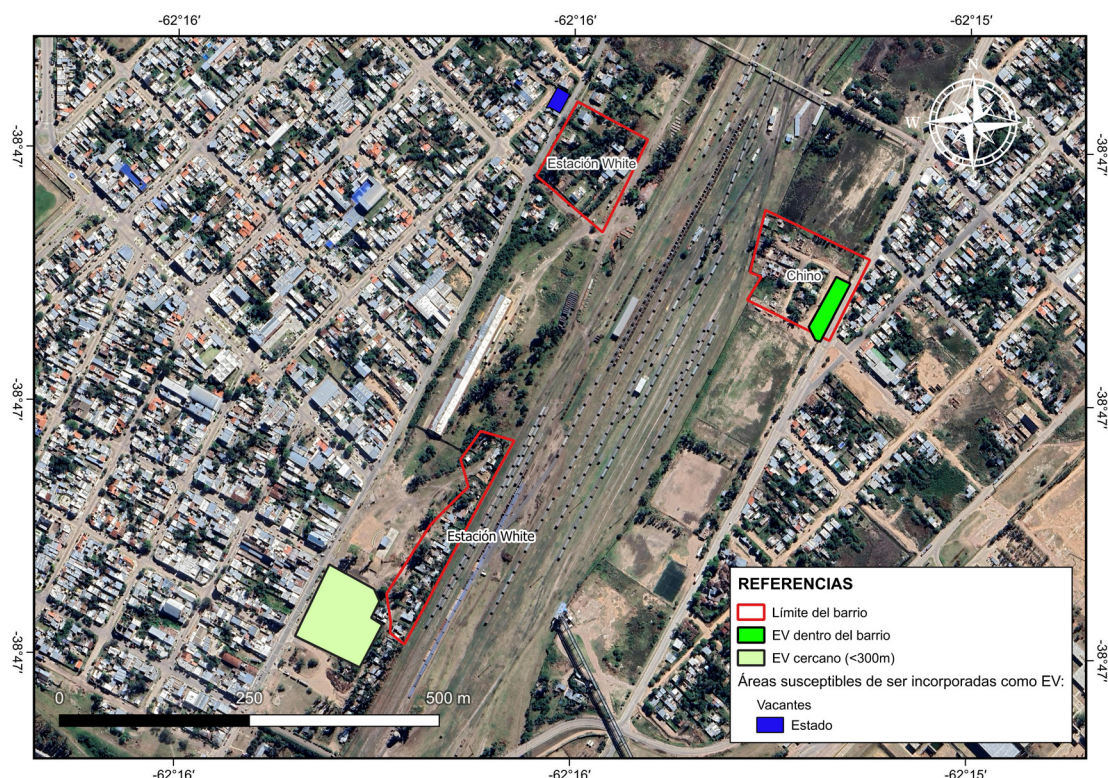 -62°16′
-62°16′
-62°15′
-38°47′
-38°47′
N
W
E
S
Estación White
Chino
-38°47′
-38°47′
Estación White
REFERENCIAS
Límite del barrio
EV dentro del barrio
EV cercano (<300m)
Áreas susceptibles de ser incorporadas como EV:
Vacantes
Estado
-38°47′
-38°47′
0
250
500 m
-62°16′
-62°16′
-62°15′